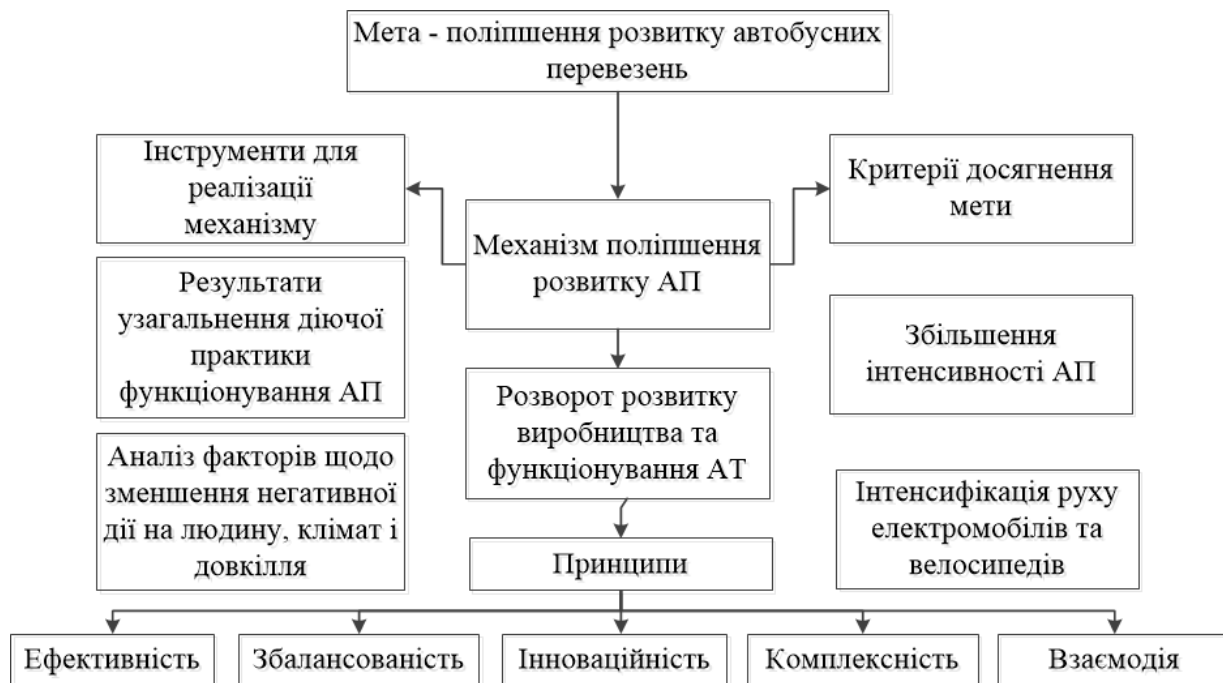 Мета - поліпшення розвитку автобусних
перевезень
Інструменти для
реалізації
механізму
Критерії досягнення
мети
Механізм поліпшення
розвитку АП
Результати
узагальнення діючої
практики
функціонування АП
Збільшення
інтенсивності АП
Розворот розвитку
виробництва та
функціонування АТ
Аналіз факторів щодо
зменшення негативної
дії на людину, клімат і
довкілля
Інтенсифікація руху
електромобілів та
велосипедів
Принципи
Ефективність
Збалансованість
Інноваційність
Комплексність
Взаємодія